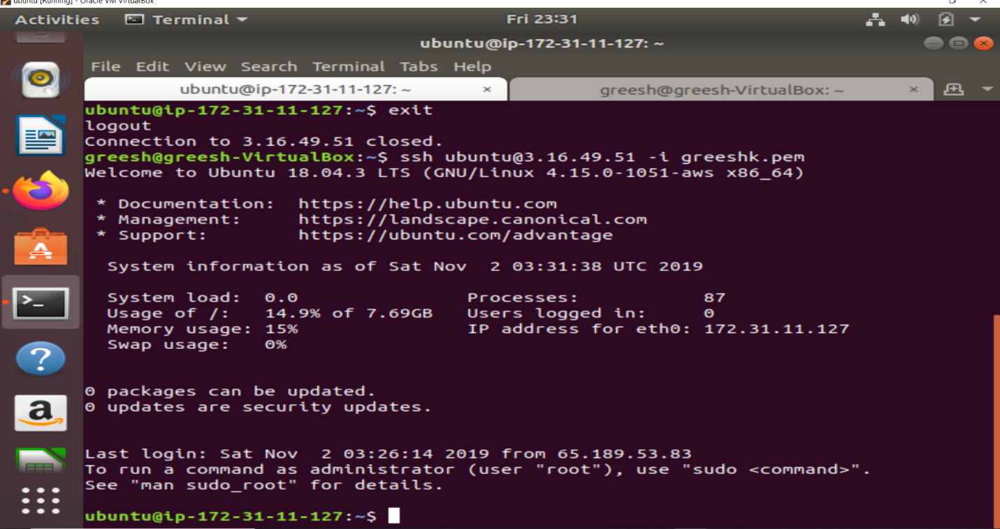 ubuntu [Running] - Oracle VM VirtualBox
Activities Terminal Fri 23:31
ubuntu@ip-172-31-11-127: ~
File Edit View Search Terminal Tabs Help
ubuntu@ip-172-31-11-127: ~ × greesh@greesh-VirtualBox: ~ ×
ubuntu@ip-172-31-11-127:~$ exit
logout
Connection to 3.16.49.51 closed.
greesh@greesh-VirtualBox:~$ ssh ubuntu@3.16.49.51 -i greeshk.pem
Welcome to Ubuntu 18.04.3 LTS (GNU/Linux 4.15.0-1051-aws x86_64)
* Documentation: https://help.ubuntu.com
* Management: https://landscape.canonical.com
* Support: https://ubuntu.com/advantage
System information as of Sat Nov 2 03:31:38 UTC 2019
System load: 0.0 Processes: 87
Usage of /: 14.9% of 7.69GB Users logged in: 0
Memory usage: 15% IP address for eth0: 172.31.11.127
Swap usage: 0%
0 packages can be updated.
0 updates are security updates.
Last login: Sat Nov 2 03:26:14 2019 from 65.189.53.83
To run a command as administrator (user "root"), use "sudo <command>".
See "man sudo_root" for details.
ubuntu@ip-172-31-11-127:~$